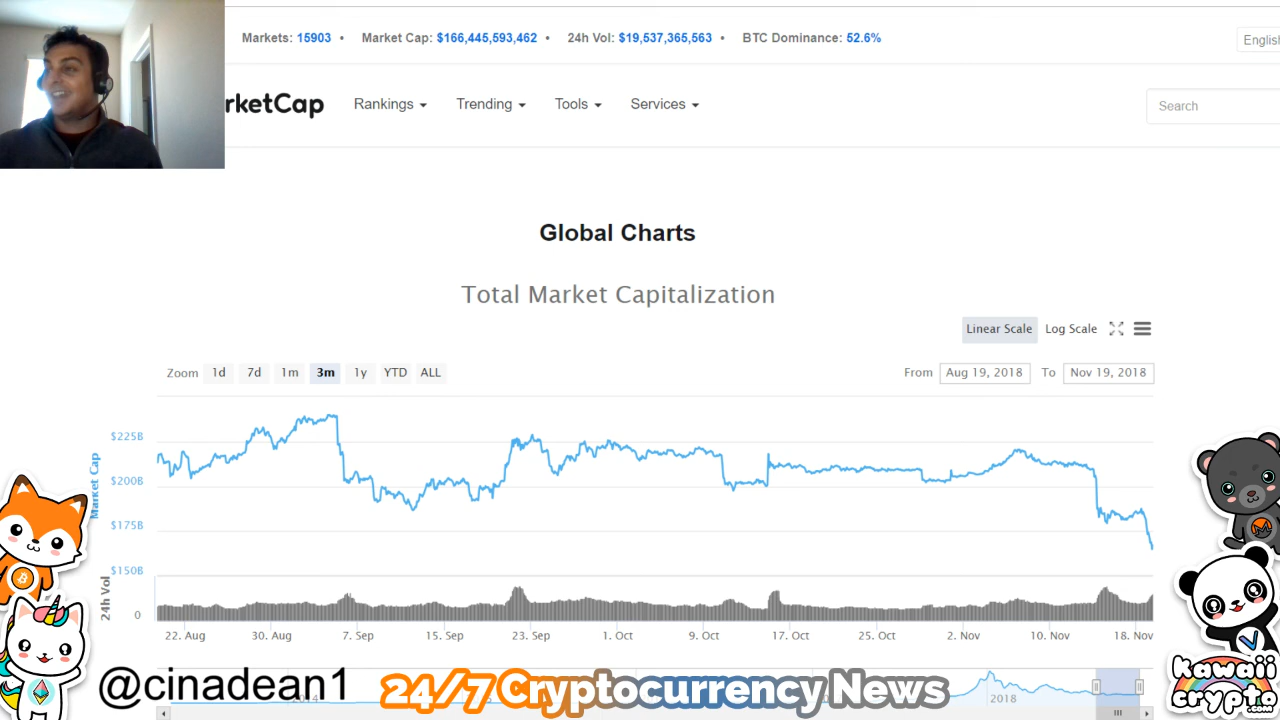 Markets: 15903 • Market Cap: $166,445,593,462 • 24h Vol: $19,537,365,563 • BTC Dominance: 52.6%
English
rketCap Rankings Trending Tools Services
Search
Global Charts
Total Market Capitalization
Linear Scale Log Scale
Zoom 1d 7d 1m 3m 1y YTD ALL From Aug 19, 2018 To Nov 19, 2018
$225B
$200B
$175B
$150B
0
Market Cap
24h Vol
22. Aug 30. Aug 7. Sep 15. Sep 23. Sep 1. Oct 9. Oct 17. Oct 25. Oct 2. Nov 10. Nov 18. Nov
2014 2018
@cinadean1
24/7 Cryptocurrency News
kawaii
crypto
.com